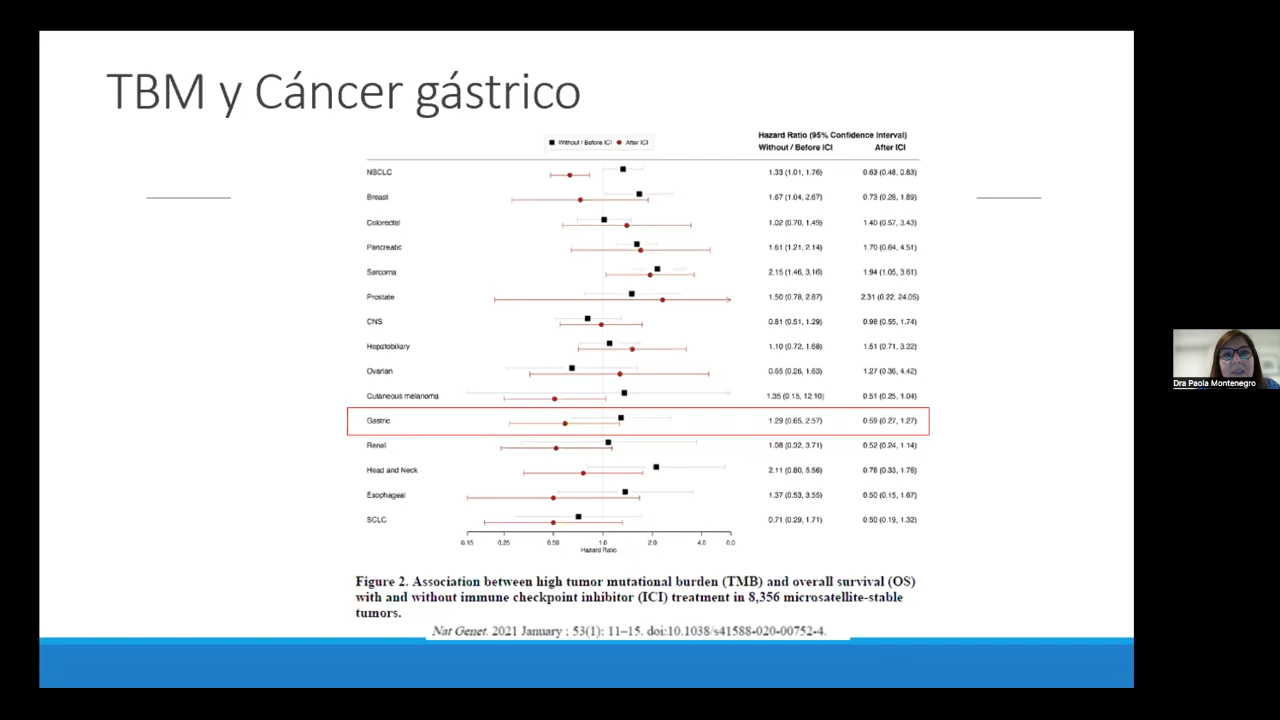 TBM y Cáncer gástrico
Without / Before ICI After ICI
Hazard Ratio (95% Confidence Interval)
Without / Before ICI After ICI
NSCLC 1.33 (1.01, 1.76) 0.63 (0.48, 0.83)
Breast 1.67 (1.04, 2.67) 0.73 (0.28, 1.89)
Colorectal 1.02 (0.70, 1.49) 1.40 (0.57, 3.43)
Pancreatic 1.61 (1.21, 2.14) 1.70 (0.64, 4.51)
Sarcoma 2.15 (1.46, 3.16) 1.94 (1.05, 3.61)
Prostate 1.50 (0.78, 2.87) 2.31 (0.22, 24.05)
CNS 0.81 (0.51, 1.29) 0.98 (0.55, 1.74)
Hepatobiliary 1.10 (0.72, 1.68) 1.51 (0.71, 3.22)
Ovarian 0.65 (0.26, 1.63) 1.27 (0.36, 4.42)
Cutaneous melanoma 1.35 (0.15, 12.10) 0.51 (0.25, 1.04)
Gastric 1.29 (0.65, 2.57) 0.59 (0.27, 1.27)
Renal 1.08 (0.32, 3.71) 0.52 (0.24, 1.14)
Head and Neck 2.11 (0.80, 5.56) 0.76 (0.33, 1.76)
Esophageal 1.37 (0.53, 3.55) 0.50 (0.15, 1.67)
SCLC 0.71 (0.29, 1.71) 0.50 (0.19, 1.32)
0.15 0.25 0.50 1.0 2.0 4.0 6.0
Hazard Ratio
Figure 2. Association between high tumor mutational burden (TMB) and overall survival (OS)
with and without immune checkpoint inhibitor (ICI) treatment in 8,356 microsatellite-stable
tumors.
Nat Genet. 2021 January ; 53(1): 11–15. doi:10.1038/s41588-020-00752-4.
Dra Paola Montenegro